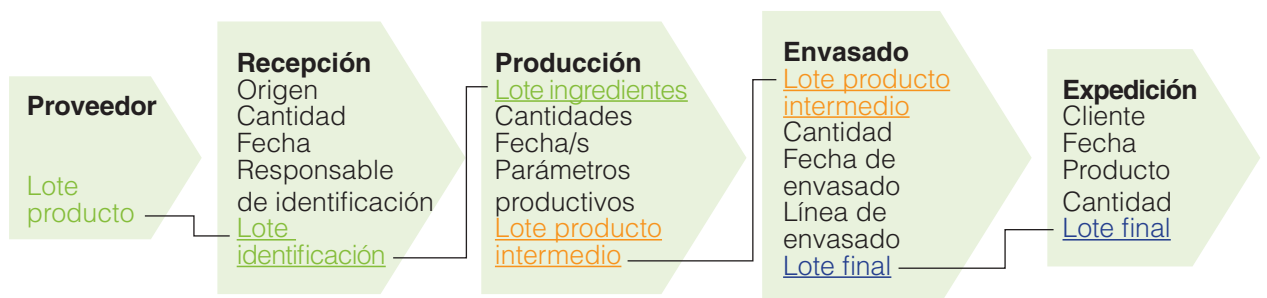 Proveedor
Lote
producto
Recepción
Origen
Cantidad
Fecha
Responsable
de identificación
Lote
identificación
Producción
Lote ingredientes
Cantidades
Fecha/s
Parámetros
productivos
Lote producto
intermedio
Envasado
Lote producto
intermedio
Cantidad
Fecha de
envasado
Línea de
envasado
Lote final
Expedición
Cliente
Fecha
Producto
Cantidad
Lote final